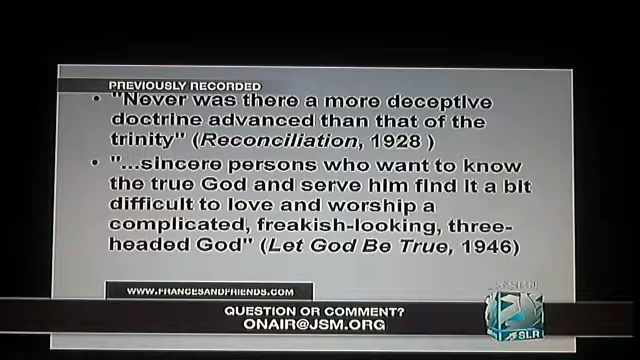 PREVIOUSLY RECORDED
• "Never was there a more deceptive
doctrine advanced than that of the
trinity" (Reconciliation, 1928 )
• "...sincere persons who want to know
the true God and serve him find it a bit
difficult to love and worship a
complicated, freakish-looking, three-
headed God" (Let God Be True, 1946)
WWW.FRANCESANDFRIENDS.COM
QUESTION OR COMMENT?
ONAIR@JSM.ORG
SLR